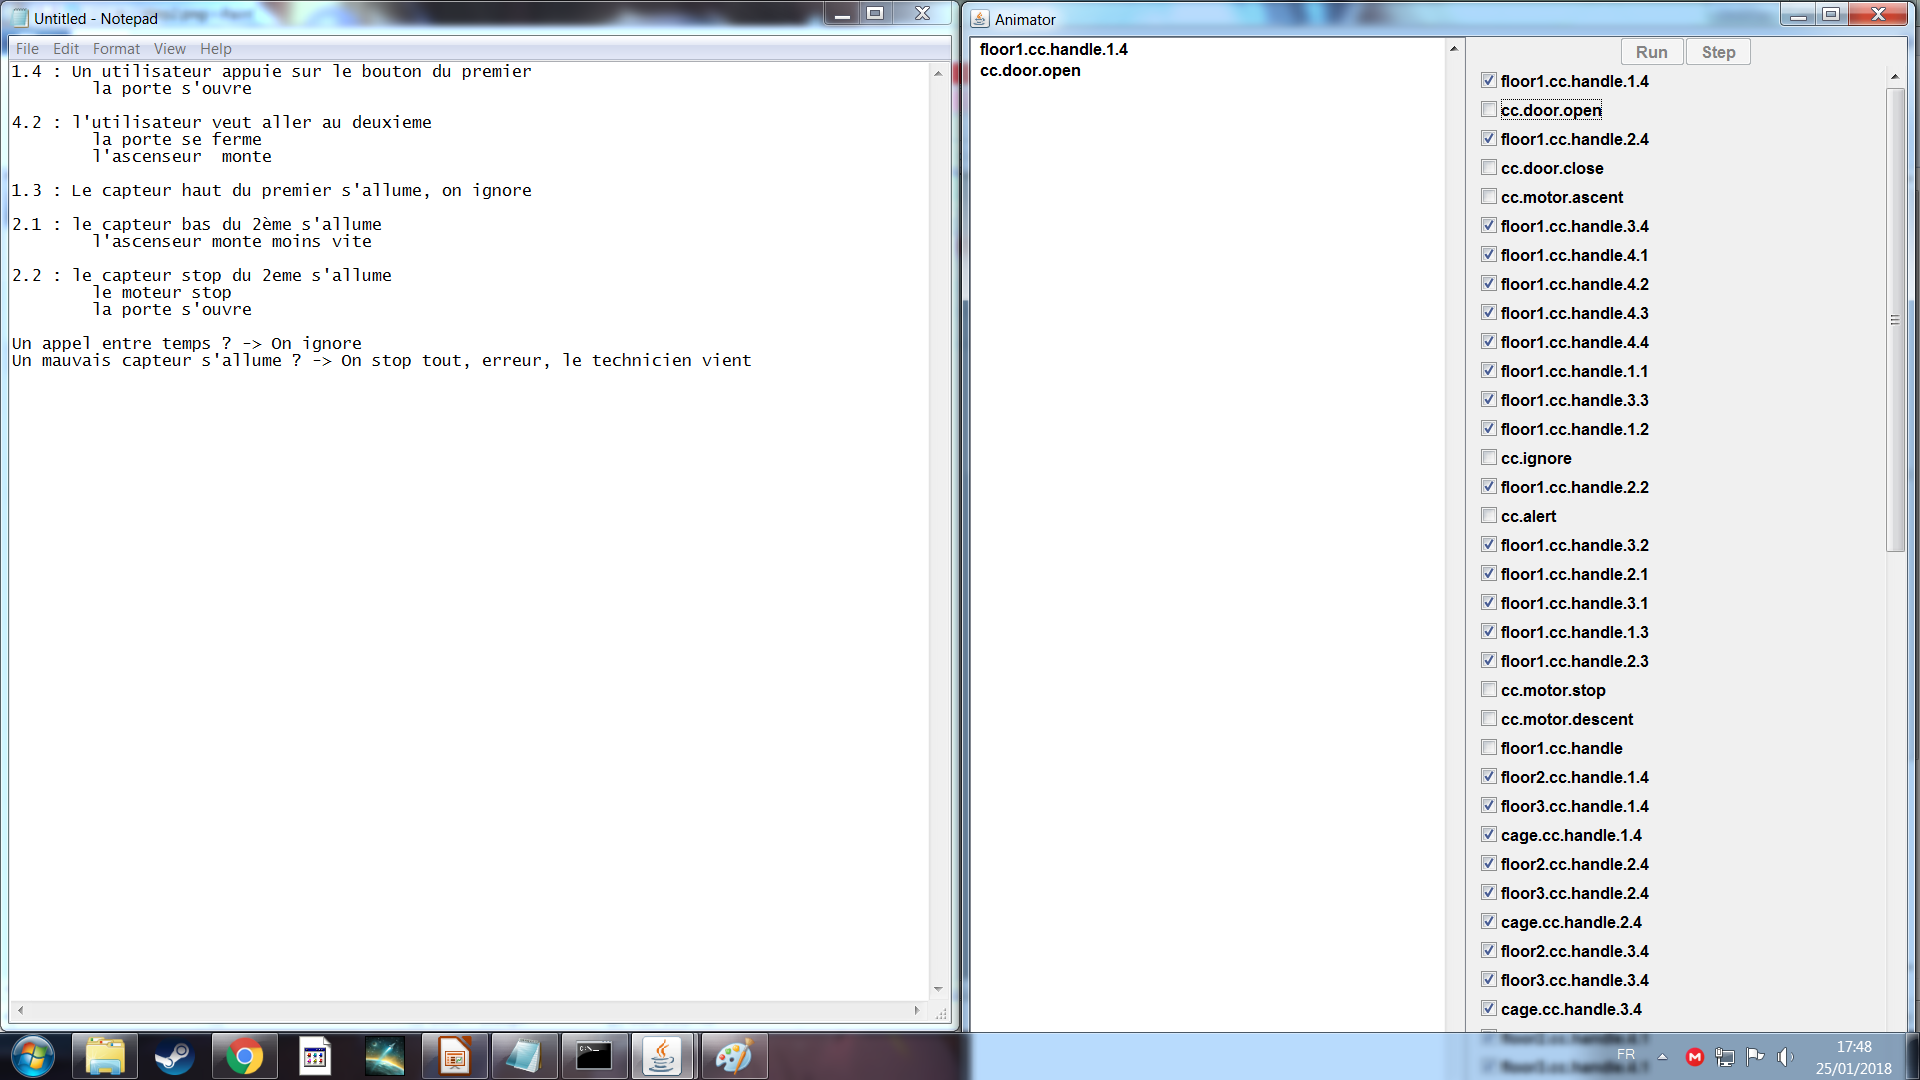 Untitled - Notepad
File Edit Format View Help
1.4 : Un utilisateur appuie sur le bouton du premier
la porte s'ouvre
4.2 : l'utilisateur veut aller au deuxieme
la porte se ferme
l'ascenseur  monte
1.3 : Le capteur haut du premier s'allume, on ignore
2.1 : le capteur bas du 2ème s'allume
l'ascenseur monte moins vite
2.2 : le capteur stop du 2eme s'allume
le moteur stop
la porte s'ouvre
Un appel entre temps ? -> On ignore
Un mauvais capteur s'allume ? -> On stop tout, erreur, le technicien vient
Animator
floor1.cc.handle.1.4
cc.door.open
Run Step
floor1.cc.handle.1.4
cc.door.open
floor1.cc.handle.2.4
cc.door.close
cc.motor.ascent
floor1.cc.handle.3.4
floor1.cc.handle.4.1
floor1.cc.handle.4.2
floor1.cc.handle.4.3
floor1.cc.handle.4.4
floor1.cc.handle.1.1
floor1.cc.handle.3.3
floor1.cc.handle.1.2
cc.ignore
floor1.cc.handle.2.2
cc.alert
floor1.cc.handle.3.2
floor1.cc.handle.2.1
floor1.cc.handle.3.1
floor1.cc.handle.1.3
floor1.cc.handle.2.3
cc.motor.stop
cc.motor.descent
floor1.cc.handle
floor2.cc.handle.1.4
floor3.cc.handle.1.4
cage.cc.handle.1.4
floor2.cc.handle.2.4
floor3.cc.handle.2.4
cage.cc.handle.2.4
floor2.cc.handle.3.4
floor3.cc.handle.3.4
cage.cc.handle.3.4
floor2.cc.handle.4.1
floor3.cc.handle.4.1
FR
17:48
25/01/2018